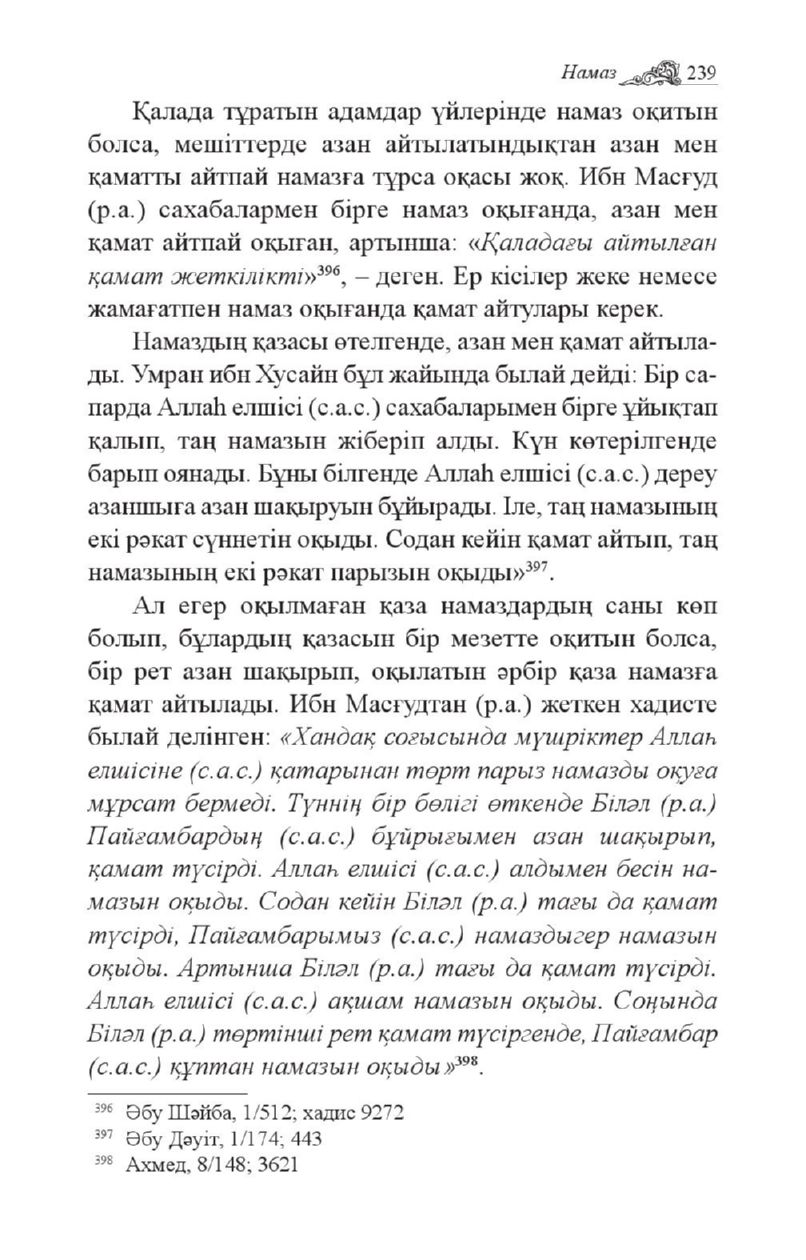 Намаз 239
Қалада тұратын адамдар үйлерінде намаз оқитын
болса, мешіттерде азан айтылатындықтан азан мен
қаматты айтпай намазға тұрса оқасы жоқ. Ибн Масғуд
(р.а.) сахабалармен бірге намаз оқығанда, азан мен
қамат айтпай оқыған, артынша: «Қаладағы айтылған
қамат жеткілікті»³⁹⁶, – деген. Ер кісілер жеке немесе
жамағатпен намаз оқығанда қамат айтулары керек.
Намаздың қазасы өтелгенде, азан мен қамат айтыла-
ды. Умран ибн Хусайн бұл жайында былай дейді: Бір са-
парда Аллаһ елшісі (с.а.с.) сахабаларымен бірге ұйықтап
қалып, таң намазын жіберіп алды. Күн көтерілгенде
барып оянады. Бұны білгенде Аллаһ елшісі (с.а.с.) дереу
азаншыға азан шақыруын бұйырады. Іле, таң намазының
екі рәкат сүннетін оқыды. Содан кейін қамат айтып, таң
намазының екі рәкат парызын оқыды»³⁹⁷.
Ал егер оқылмаған қаза намаздардың саны көп
болып, бұлардың қазасын бір мезетте оқитын болса,
бір рет азан шақырып, оқылатын әрбір қаза намазға
қамат айтылады. Ибн Масғудтан (р.а.) жеткен хадисте
былай делінген: «Хандақ соғысында мүшріктер Аллаһ
елшісіне (с.а.с.) қатарынан төрт парыз намазды оқуға
мұрсат бермеді. Түннің бір бөлігі өткенде Біләл (р.а.)
Пайғамбардың (с.а.с.) бұйрығымен азан шақырып,
қамат түсірді. Аллаһ елшісі (с.а.с.) алдымен бесін на-
мазын оқыды. Содан кейін Біләл (р.а.) тағы да қамат
түсірді, Пайғамбарымыз (с.а.с.) намаздыгер намазын
оқыды. Артынша Біләл (р.а.) тағы да қамат түсірді.
Аллаһ елшісі (с.а.с.) ақшам намазын оқыды. Соңында
Біләл (р.а.) төртінші рет қамат түсіргенде, Пайғамбар
(с.а.с.) құптан намазын оқыды»³⁹⁸.
³⁹⁶ Әбу Шәйба, 1/512; хадис 9272
³⁹⁷ Әбу Дәуіт, 1/174; 443
³⁹⁸ Ахмед, 8/148; 3621